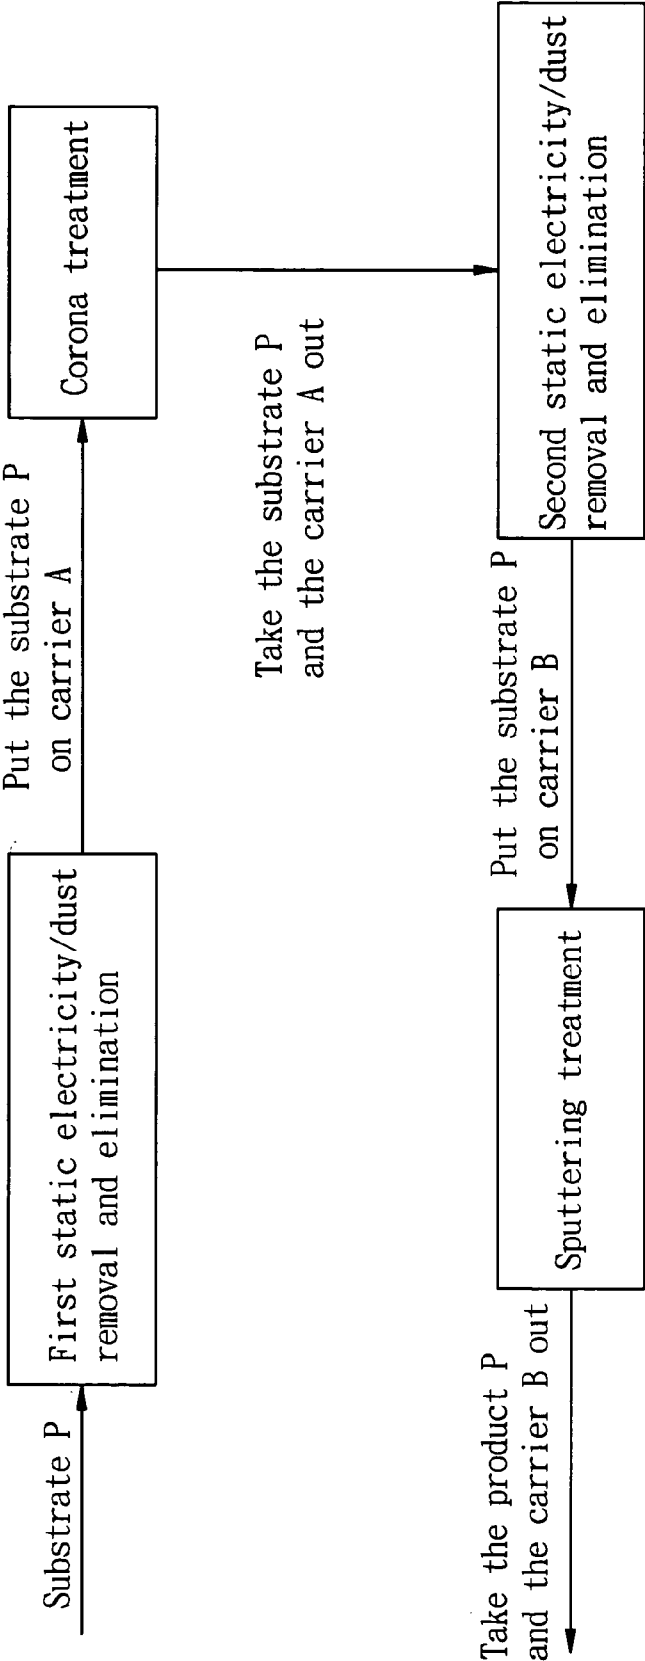 Substrate P
First static electricity/dust
removal and elimination
Put the substrate P
on carrier A
Corona treatment
Take the substrate P
and the carrier A out
Second static electricity/dust
removal and elimination
Put the substrate P
on carrier B
Sputtering treatment
Take the product P
and the carrier B out